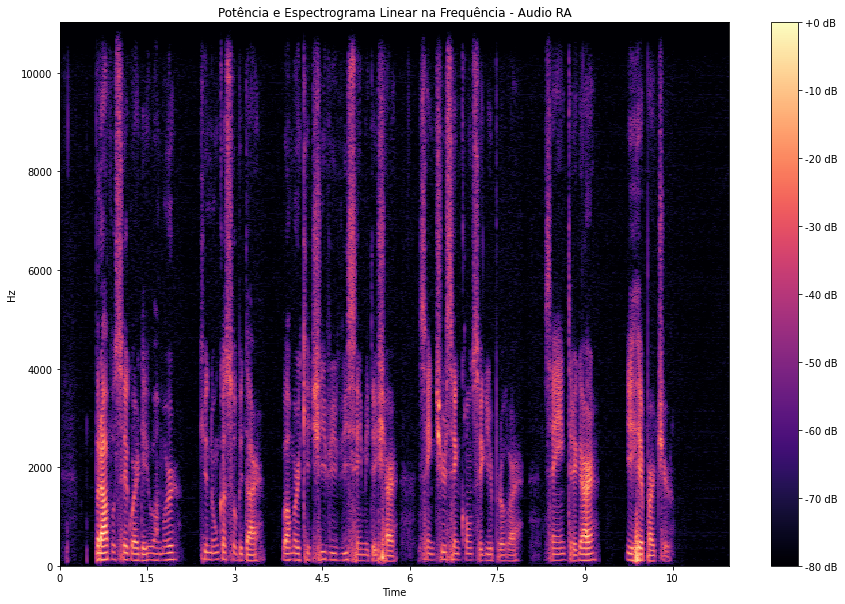 Potência e Espectrograma Linear na Frequência - Audio RA
+0 dB
10000
-10 dB
8000
-20 dB
-30 dB
6000
Hz
-40 dB
4000
-50 dB
-60 dB
2000
-70 dB
0
-80 dB
0 1.5 3 4.5 6 7.5 9 10
Time